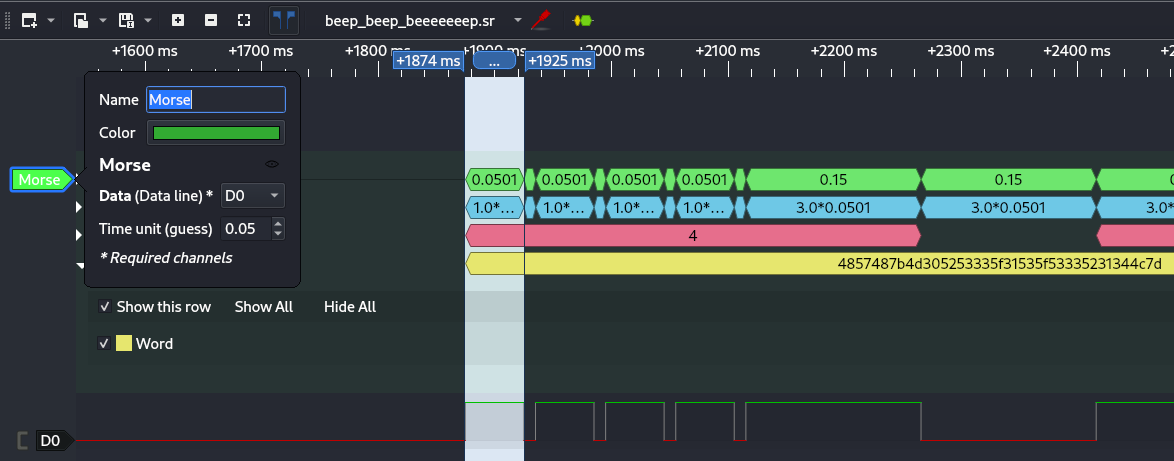 beep_beep_beeeeeeep.sr
+1600 ms +1700 ms +1800 ms +1900 ms +2000 ms +2100 ms +2200 ms +2300 ms +2400 ms
+1874 ms ... +1925 ms
Name Morse
Color
Morse
Morse 0.0501 0.0501 0.0501 0.0501 0.15 0.15
Data (Data line) * D0
1.0*... 1.0*... 1.0*... 1.0*... 3.0*0.0501 3.0*0.0501 3.0*
Time unit (guess) 0.05
4
* Required channels
4857487b4d305253335f31535f53335231344c7d
Show this row Show All Hide All
Word
D0